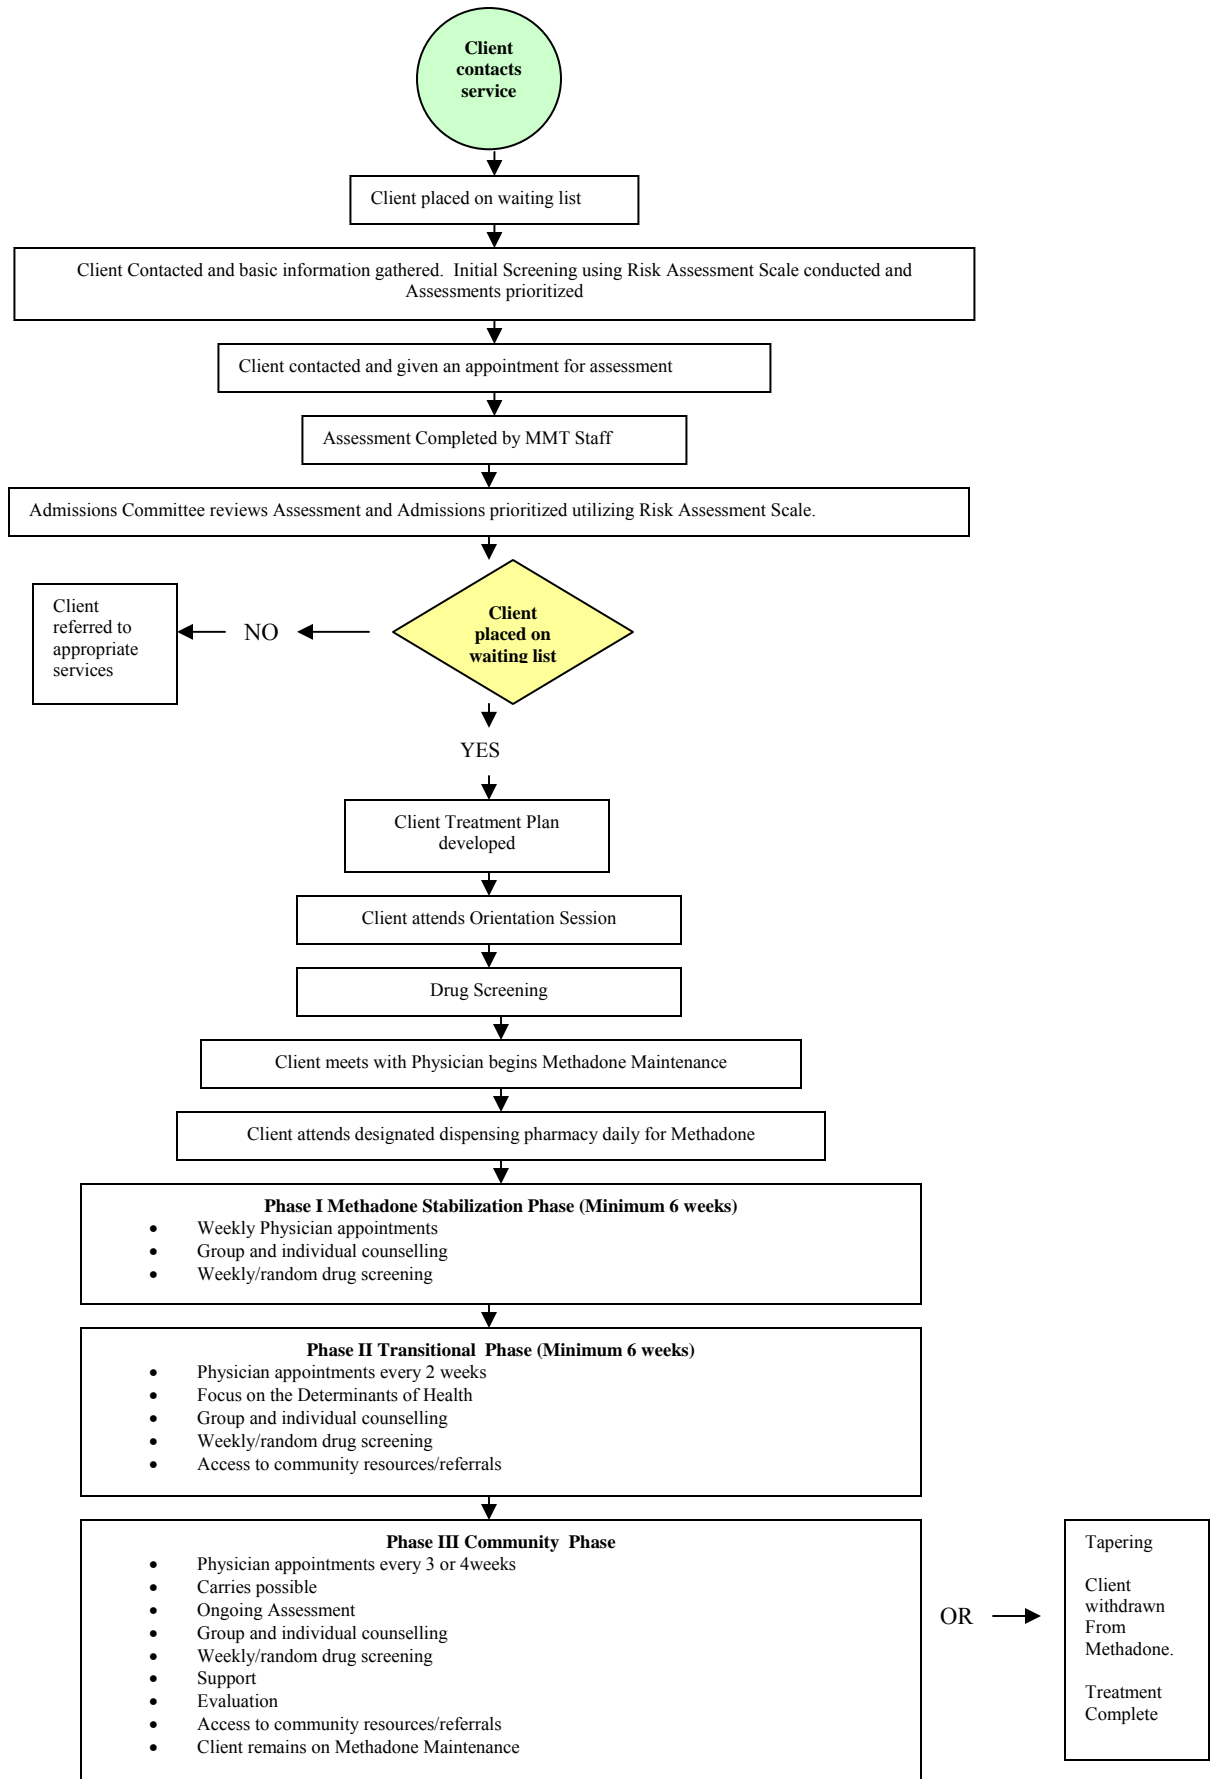 Client
contacts
service
Client placed on waiting list
Client Contacted and basic information gathered.  Initial Screening using Risk Assessment Scale conducted and
Assessments prioritized
Client contacted and given an appointment for assessment
Assessment Completed by MMT Staff
Admissions Committee reviews Assessment and Admissions prioritized utilizing Risk Assessment Scale.
Client
referred to
appropriate
services
NO
Client
placed on
waiting list
YES
Client Treatment Plan
developed
Client attends Orientation Session
Drug Screening
Client meets with Physician begins Methadone Maintenance
Client attends designated dispensing pharmacy daily for Methadone
Phase I Methadone Stabilization Phase (Minimum 6 weeks)
• Weekly Physician appointments
• Group and individual counselling
• Weekly/random drug screening
Phase II Transitional  Phase (Minimum 6 weeks)
• Physician appointments every 2 weeks
• Focus on the Determinants of Health
• Group and individual counselling
• Weekly/random drug screening
• Access to community resources/referrals
Phase III Community  Phase
• Physician appointments every 3 or 4weeks
• Carries possible
• Ongoing Assessment
• Group and individual counselling
• Weekly/random drug screening
• Support
• Evaluation
• Access to community resources/referrals
• Client remains on Methadone Maintenance
OR
Tapering
Client
withdrawn
From
Methadone.
Treatment
Complete